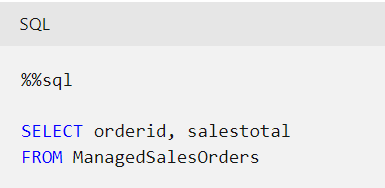 SQL
%%sql
SELECT orderid, salestotal
FROM ManagedSalesOrders